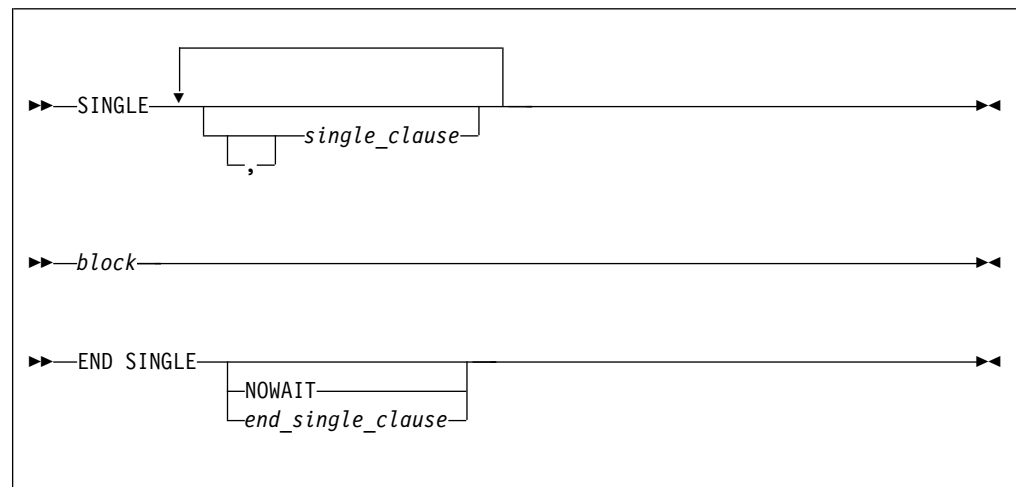 SINGLE
single_clause
,
block
END SINGLE
NOWAIT
end_single_clause